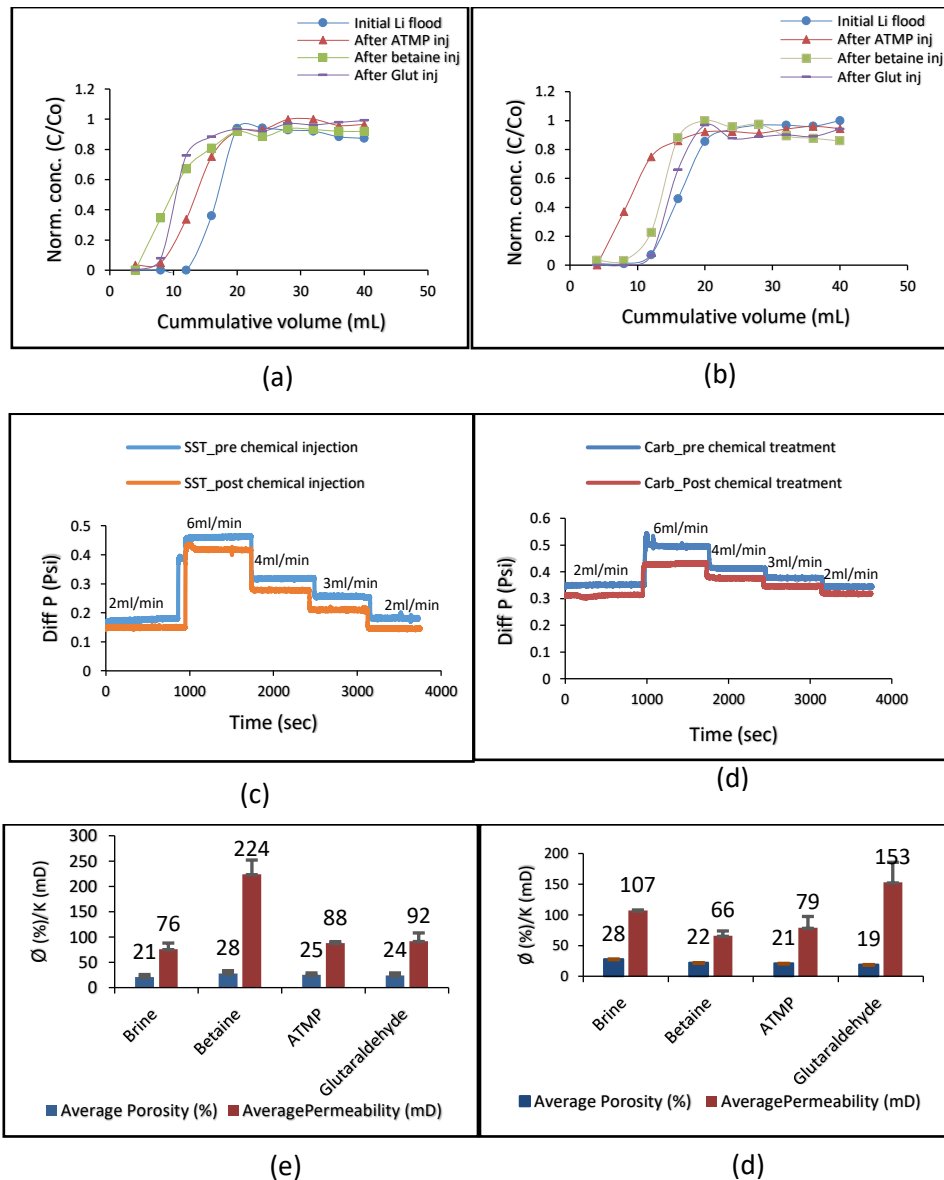 Initial Li flood
After ATMP inj
After betaine inj
After Glut inj
Norm. conc. (C/Co)
1.2
1
0.8
0.6
0.4
0.2
0
0 10 20 30 40 50
Cummulative volume (mL)
(a)
Initial Li flood
After ATMP inj
After betaine inj
After Glut inj
Norm. conc. (C/Co)
1.2
1
0.8
0.6
0.4
0.2
0
0 10 20 30 40 50
Cummulative volume (mL)
(b)
SST_pre chemical injection
SST_post chemical injection
Diff P (Psi)
0.5
0.4
0.3
0.2
0.1
0
6ml/min
4ml/min
3ml/min
2ml/min 2ml/min
0 1000 2000 3000 4000
Time (sec)
(c)
Carb_pre chemical treatment
Carb_Post chemical treatment
Diff P (Psi)
0.6
0.5
0.4
0.3
0.2
0.1
0
6ml/min
4ml/min
2ml/min 3ml/min
2ml/min
0 1000 2000 3000 4000
Time (sec)
(d)
Ø (%)/K (mD)
300
250
200
150
100
50
0
21 76 28 224 25 88 24 92
Brine Betaine ATMP Glutaraldehyde
Average Porosity (%) AveragePermeability (mD)
(e)
Ø (%)/K (mD)
200
150
100
50
0
28 107 22 66 21 79 19 153
Brine Betaine ATMP Glutaraldehyde
Average Porosity (%) AveragePermeability (mD)
(d)